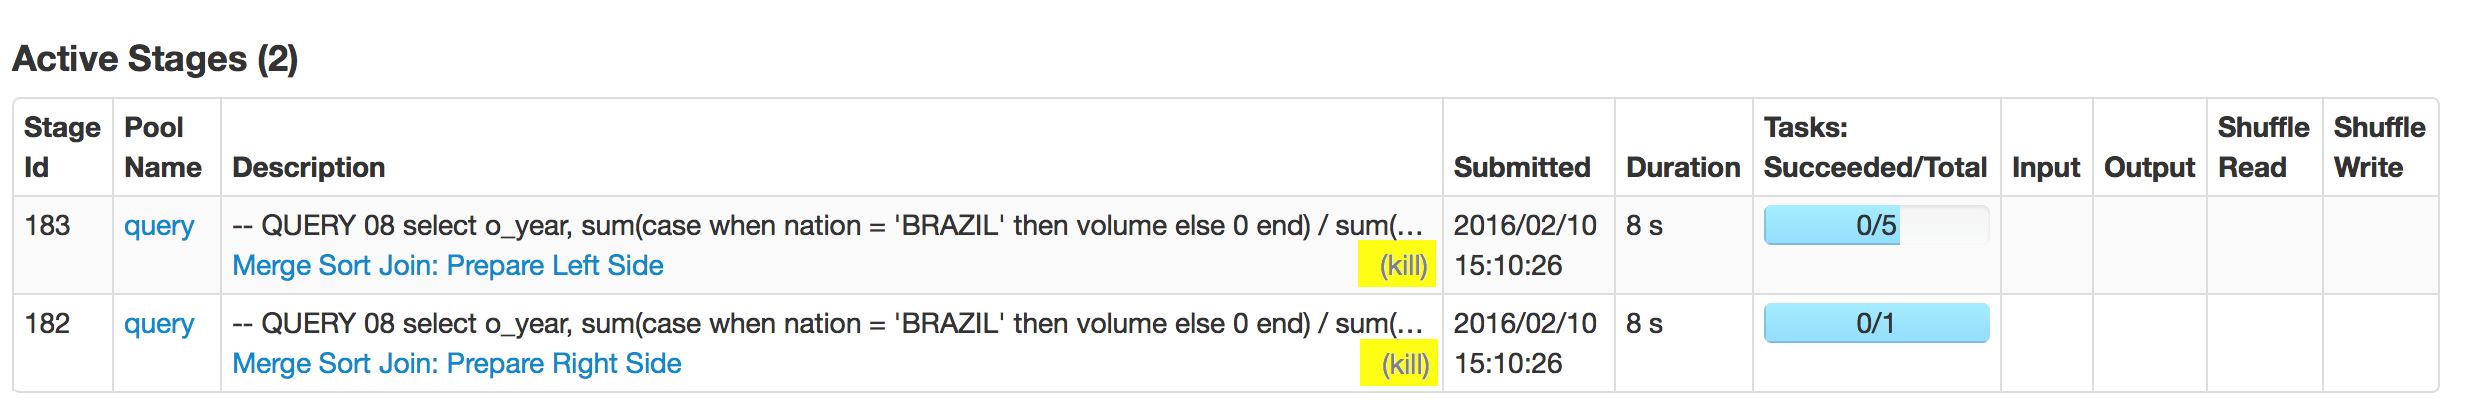 Active Stages (2)
Stage Id Pool Name Description Submitted Duration Tasks: Succeeded/Total Input Output Shuffle Read Shuffle Write
183 query -- QUERY 08 select o_year, sum(case when nation = 'BRAZIL' then volume else 0 end) / sum(... 2016/02/10 8 s 0/5
Merge Sort Join: Prepare Left Side (kill) 15:10:26
182 query -- QUERY 08 select o_year, sum(case when nation = 'BRAZIL' then volume else 0 end) / sum(... 2016/02/10 8 s 0/1
Merge Sort Join: Prepare Right Side (kill) 15:10:26